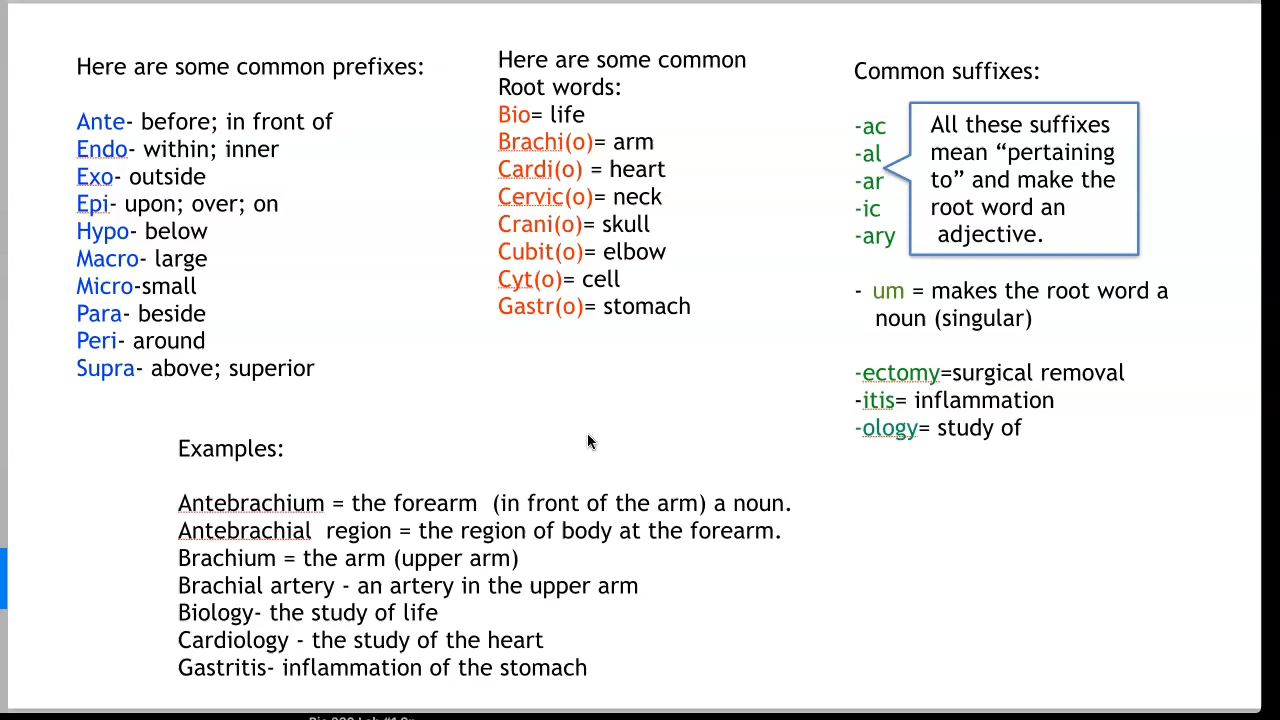 Here are some common prefixes:
Ante- before; in front of
Endo- within; inner
Exo- outside
Epi- upon; over; on
Hypo- below
Macro- large
Micro-small
Para- beside
Peri- around
Supra- above; superior
Here are some common
Root words:
Bio= life
Brachi(o)= arm
Cardi(o) = heart
Cervic(o)= neck
Crani(o)= skull
Cubit(o)= elbow
Cyt(o)= cell
Gastr(o)= stomach
Common suffixes:
-ac
-al
-ar
-ic
-ary
All these suffixes
mean “pertaining
to” and make the
root word an
adjective.
- um = makes the root word a
noun (singular)
-ectomy=surgical removal
-itis= inflammation
-ology= study of
Examples:
Antebrachium = the forearm (in front of the arm) a noun.
Antebrachial region = the region of body at the forearm.
Brachium = the arm (upper arm)
Brachial artery - an artery in the upper arm
Biology- the study of life
Cardiology - the study of the heart
Gastritis- inflammation of the stomach